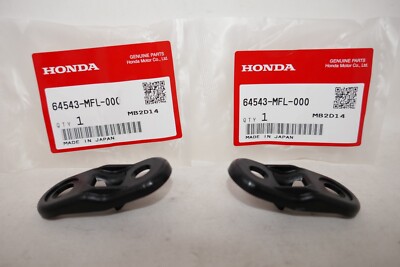 GENUINE PARTS
Honda Motor Co., Ltd.
HONDA
64543-MFL-000
QTY 1
MB2D14
MADE IN JAPAN
GENUINE PARTS
Honda Motor Co., Ltd.
HONDA
64543-MFL-000
QTY 1
MB2D14
MADE IN JAPAN